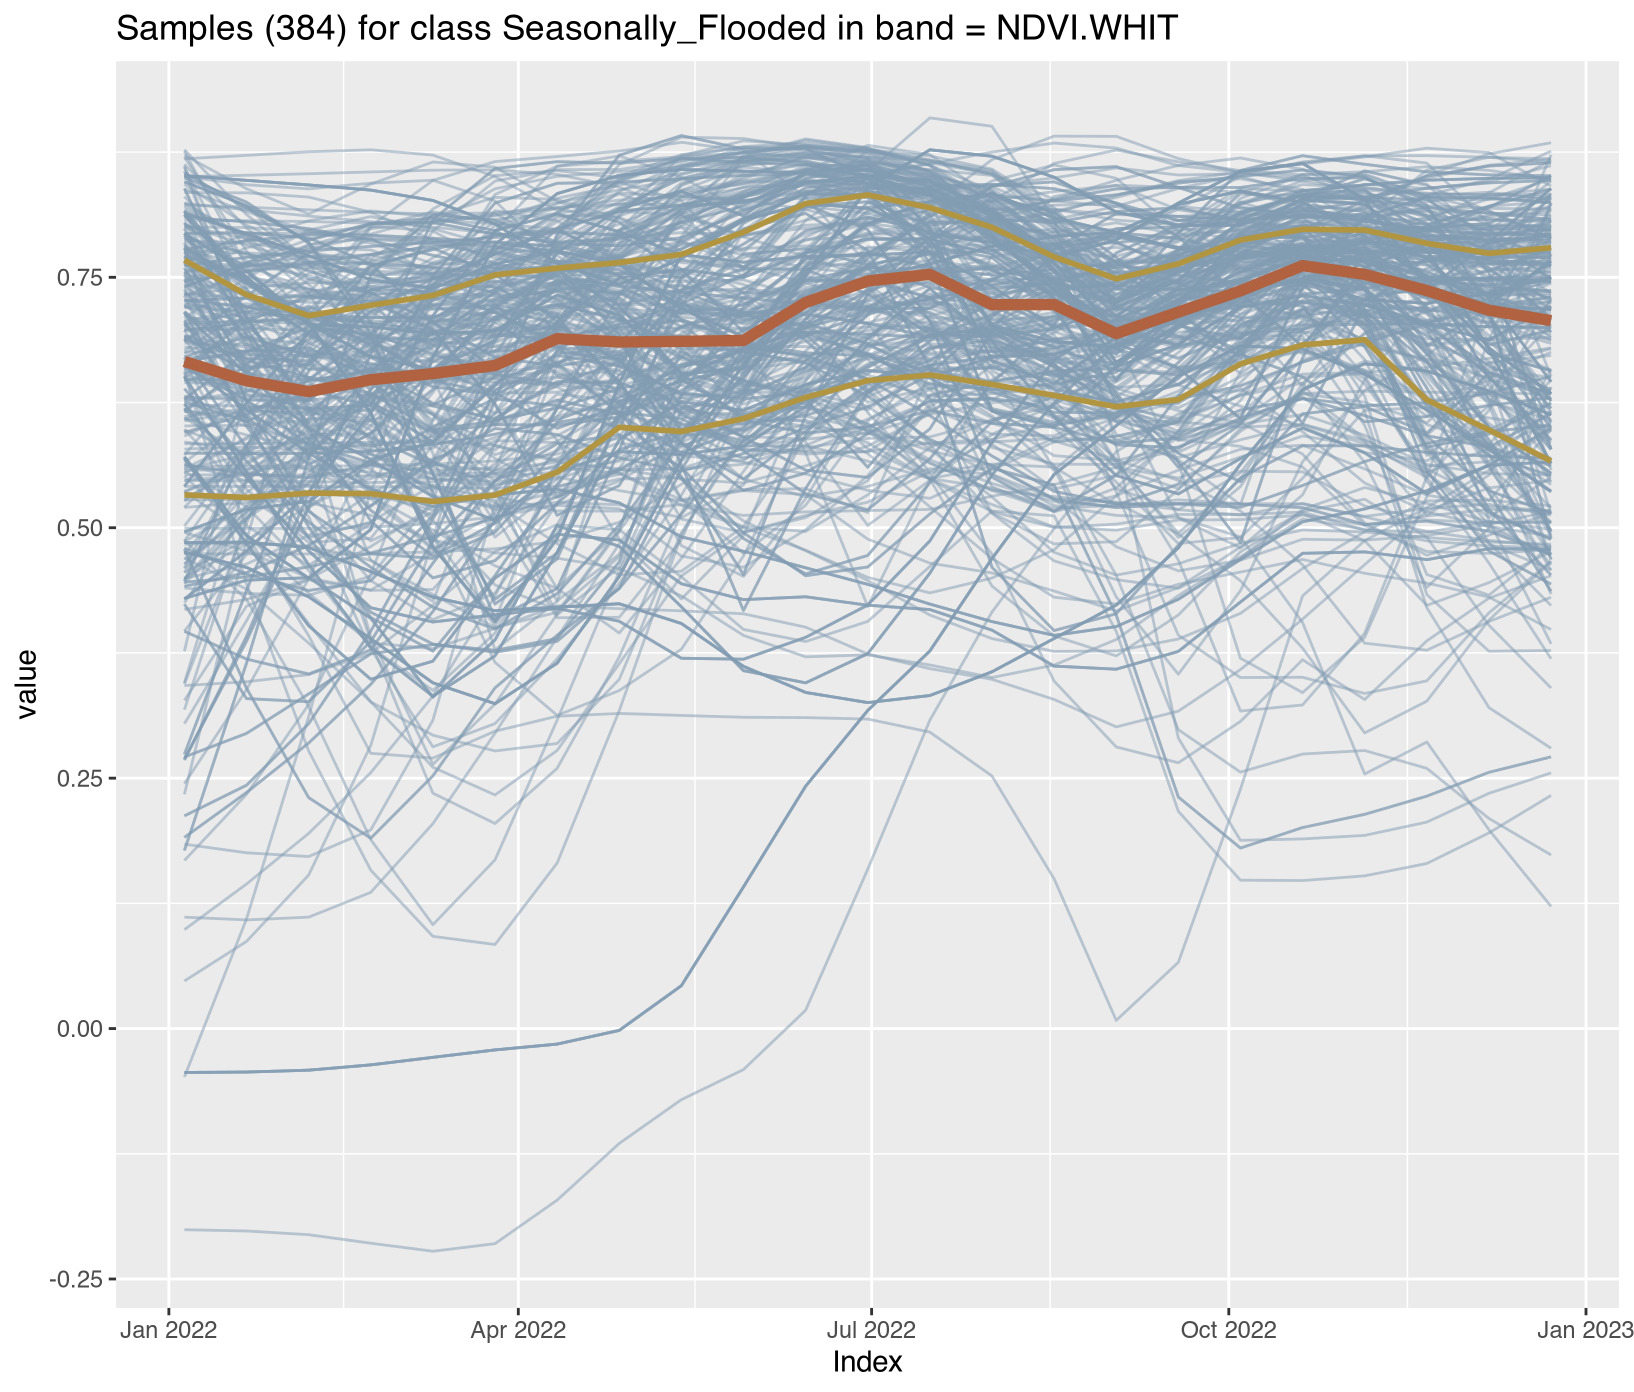 Samples (384) for class Seasonally_Flooded in band = NDVI.WHIT
value
0.75
0.50
0.25
0.00
-0.25
Jan 2022 Apr 2022 Jul 2022 Oct 2022 Jan 2023
Index